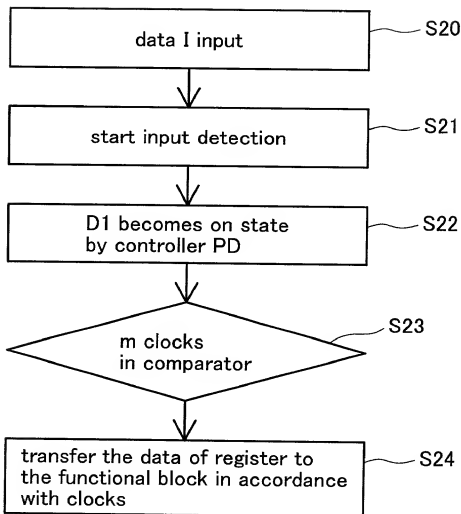 data I input
S20
start input detection
S21
D1 becomes on state
by controller PD
S22
m clocks
in comparator
S23
transfer the data of register to
the functional block in accordance
with clocks
S24